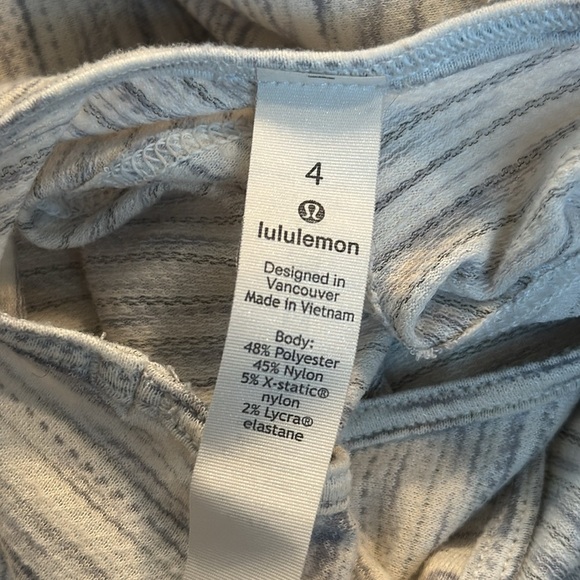 4
lululemon
Designed in
Vancouver
Made in Vietnam
Body:
48% Polyester
45% Nylon
5% X-static®
nylon
2% Lycra®
elastane